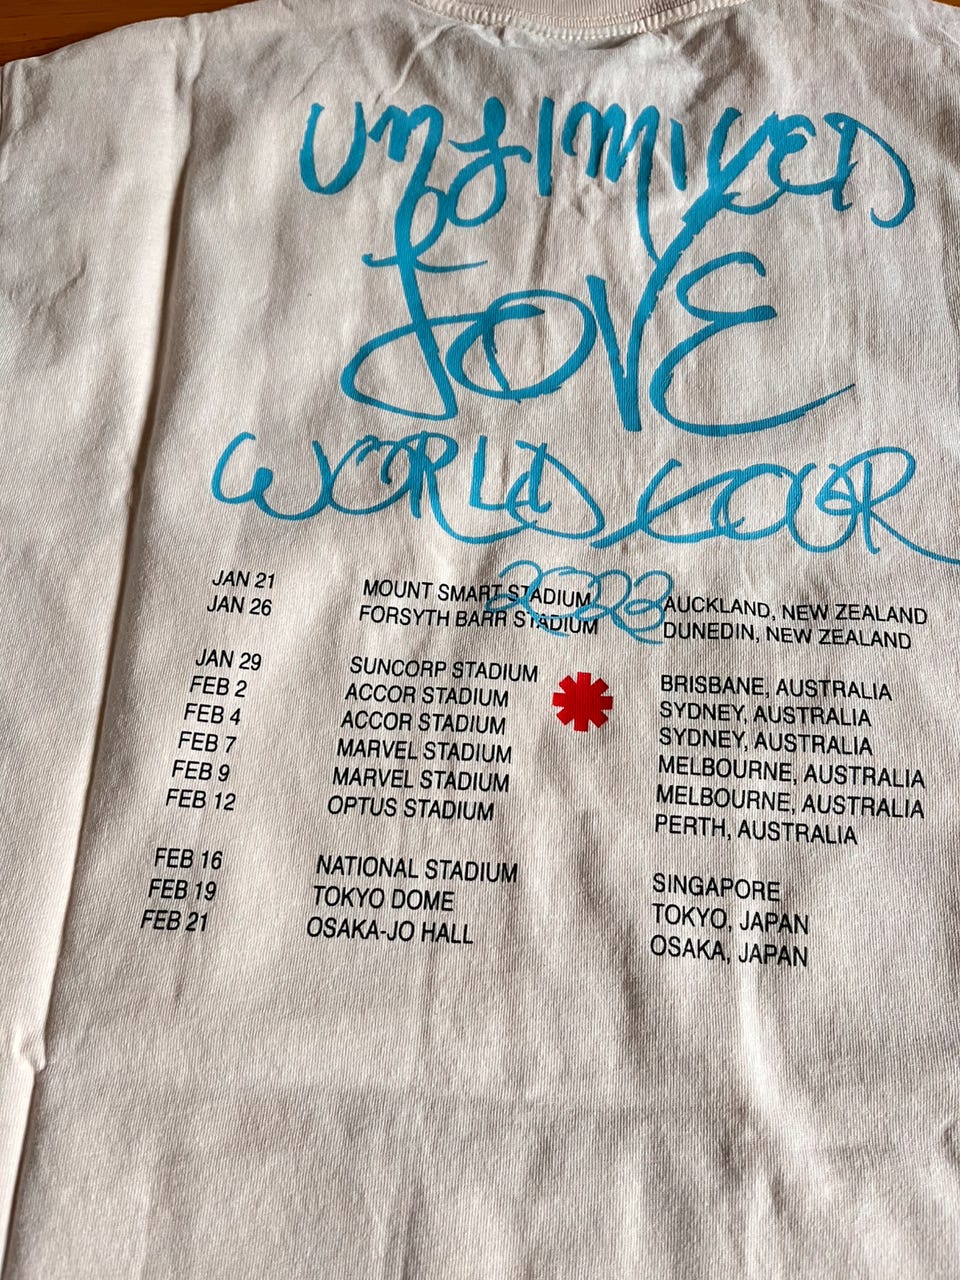 UNLIMITED
LOVE
WORLD TOUR
2023
JAN 21 MOUNT SMART STADIUM AUCKLAND, NEW ZEALAND
JAN 26 FORSYTH BARR STADIUM DUNEDIN, NEW ZEALAND
JAN 29 SUNCORP STADIUM BRISBANE, AUSTRALIA
FEB 2 ACCOR STADIUM SYDNEY, AUSTRALIA
FEB 4 ACCOR STADIUM SYDNEY, AUSTRALIA
FEB 7 MARVEL STADIUM MELBOURNE, AUSTRALIA
FEB 9 MARVEL STADIUM MELBOURNE, AUSTRALIA
FEB 12 OPTUS STADIUM PERTH, AUSTRALIA
FEB 16 NATIONAL STADIUM SINGAPORE
FEB 19 TOKYO DOME TOKYO, JAPAN
FEB 21 OSAKA-JO HALL OSAKA, JAPAN